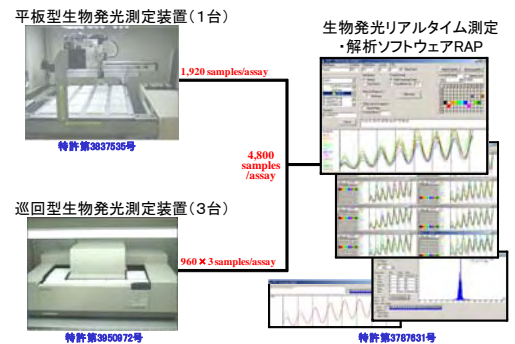 平板型生物発光測定装置（１台）
1,920 samples/assay
特許第3837535号
生物発光リアルタイム測定
・解析ソフトウェアRAP
4,800
samples
/assay
巡回型生物発光測定装置（３台）
960×3 samples/assay
特許第3950972号
特許第3787631号